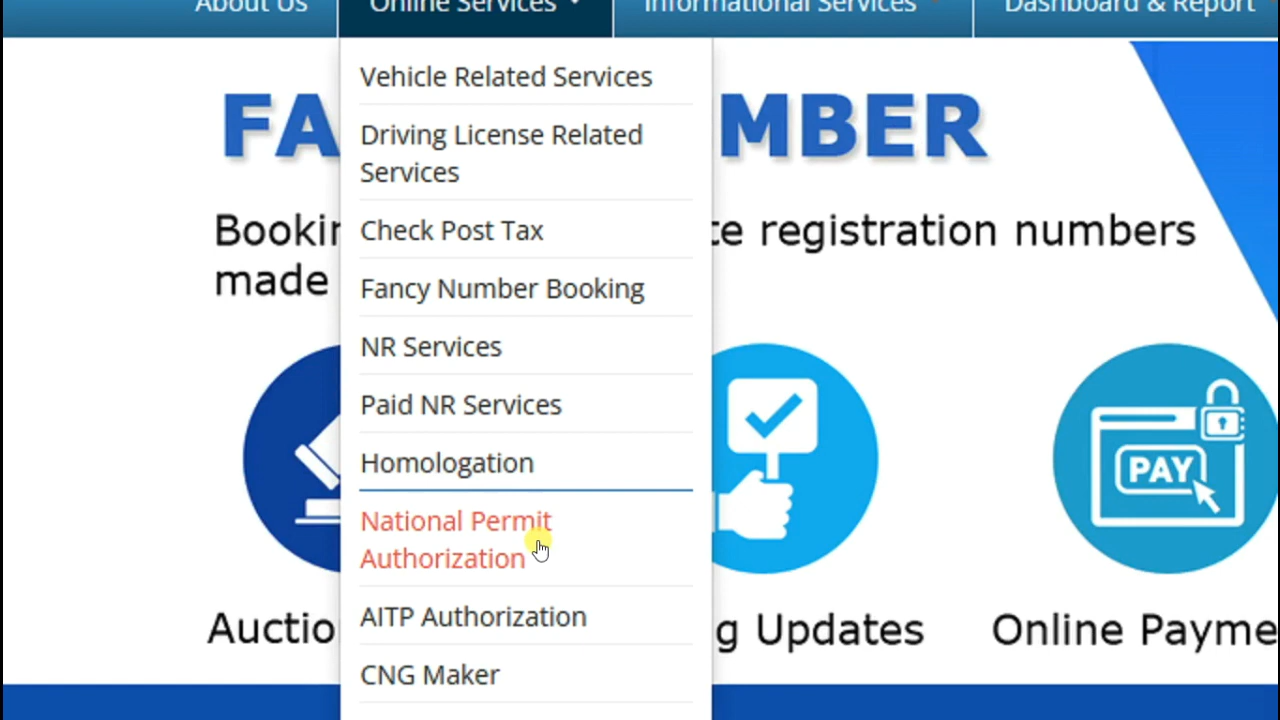 About Us
Online Services
Informational Services
Dashboard & Report
Vehicle Related Services
Driving License Related
Services
Check Post Tax
Fancy Number Booking
NR Services
Paid NR Services
Homologation
National Permit
Authorization
AITP Authorization
CNG Maker
FA MBER
Bookin te registration numbers
made
PAY
Auctio g Updates
Online Payme